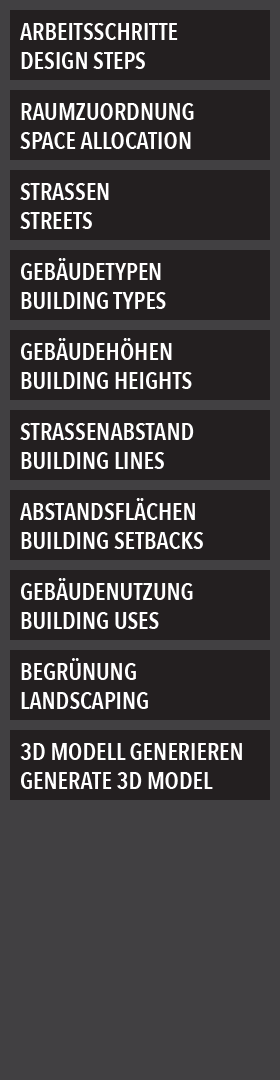 ARBEITSSCHRITTE
DESIGN STEPS
RAUMZUORDNUNG
SPACE ALLOCATION
STRASSEN
STREETS
GEBÄUDETYPEN
BUILDING TYPES
GEBÄUDEHÖHEN
BUILDING HEIGHTS
STRASSENABSTAND
BUILDING LINES
ABSTANDSFLÄCHEN
BUILDING SETBACKS
GEBÄUDENUTZUNG
BUILDING USES
BEGRÜNUNG
LANDSCAPING
3D MODELL GENERIEREN
GENERATE 3D MODEL